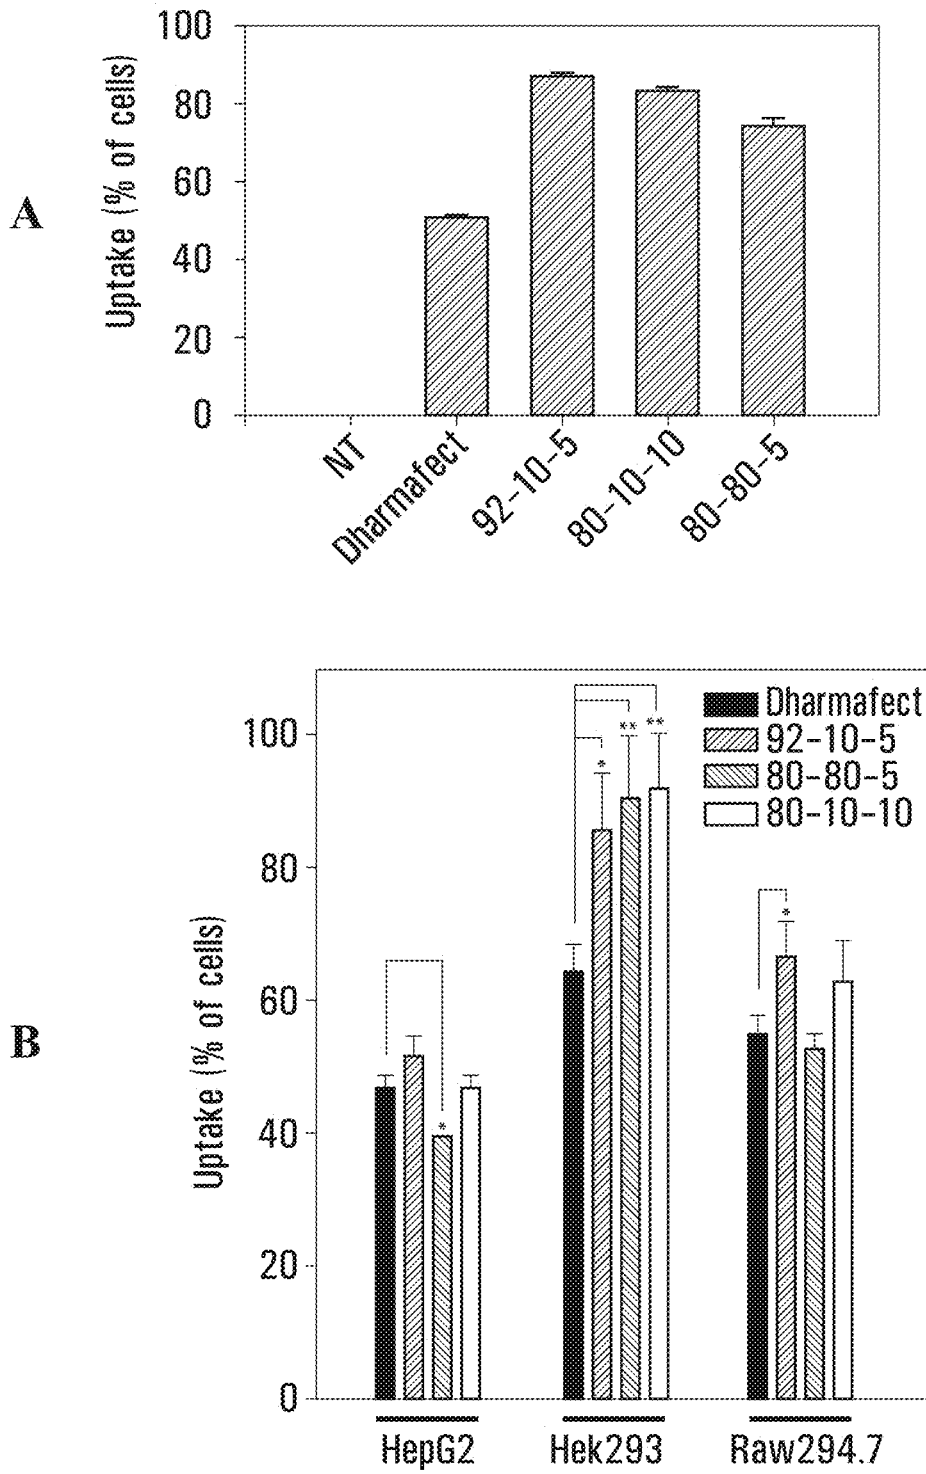 A
Uptake (% of cells)
100
80
60
40
20
0
NT
Dharmafect
92-10-5
80-10-10
80-80-5
B
Uptake (% of cells)
100
80
60
40
20
0
Dharmafect
92-10-5
80-80-5
80-10-10
*
*
**
**
*
HepG2
Hek293
Raw294.7